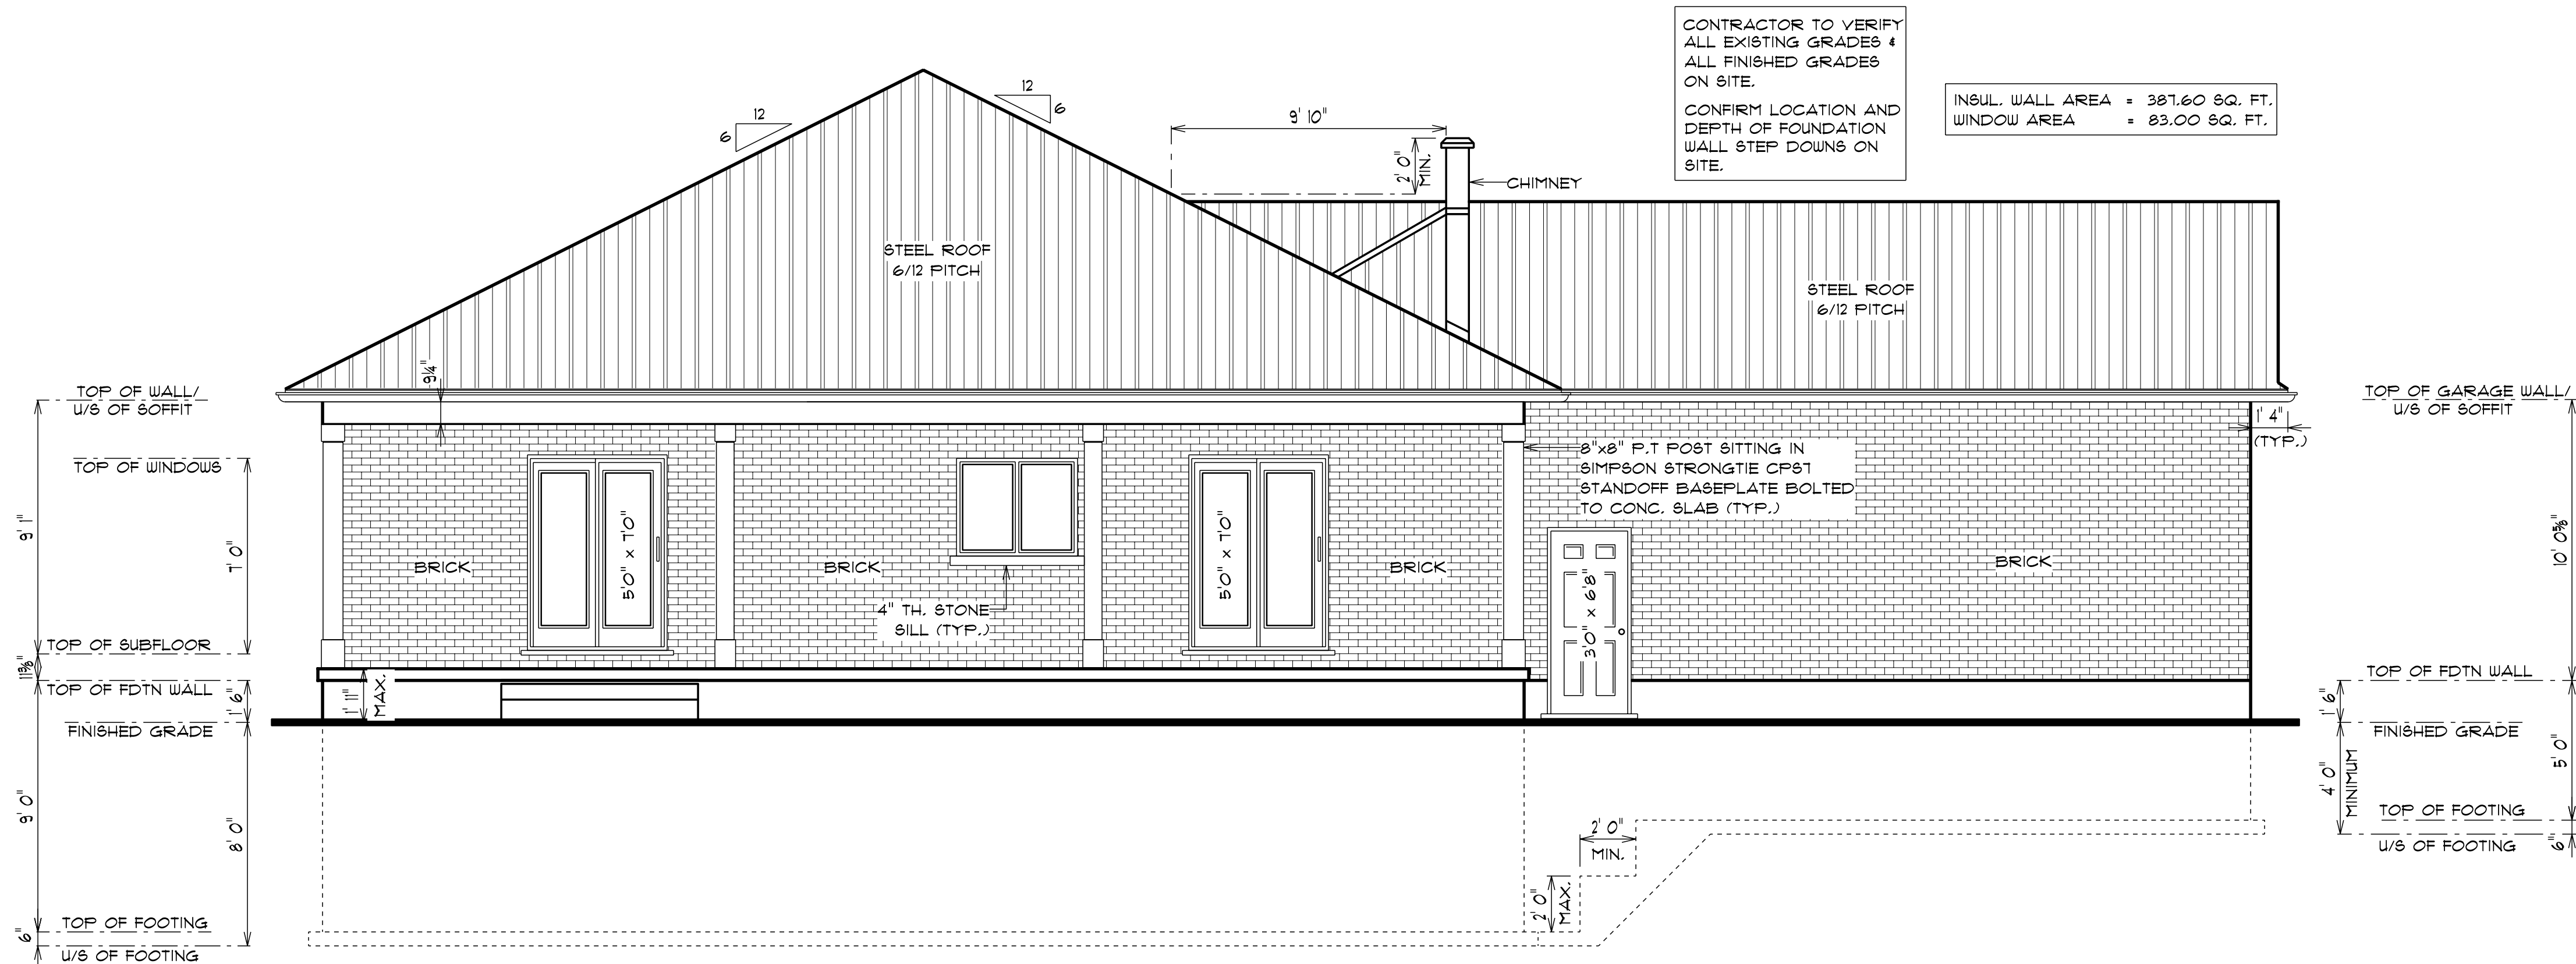 CONTRACTOR TO VERIFY
ALL EXISTING GRADES &
ALL FINISHED GRADES
ON SITE.
CONFIRM LOCATION AND
DEPTH OF FOUNDATION
WALL STEP DOWNS ON
SITE.
INSUL. WALL AREA = 387.60 SQ. FT.
WINDOW AREA = 83.00 SQ. FT.
12
6
12
6
9' 10"
2' 0"
MIN.
CHIMNEY
STEEL ROOF
6/12 PITCH
STEEL ROOF
6/12 PITCH
9¼"
TOP OF WALL/
U/S OF SOFFIT
TOP OF WINDOWS
9' 1"
7' 0"
TOP OF SUBFLOOR
11⅜"
TOP OF FDTN WALL
1' 6"
FINISHED GRADE
9' 0"
8' 0"
TOP OF FOOTING
6"
U/S OF FOOTING
1' 11"
MAX.
BRICK
5'0" x 7'0"
BRICK
4" TH. STONE
SILL (TYP.)
5'0" x 7'0"
BRICK
8"x8" P.T POST SITTING IN
SIMPSON STRONGTIE CPS7
STANDOFF BASEPLATE BOLTED
TO CONC. SLAB (TYP.)
3'0" x 6'8"
BRICK
TOP OF GARAGE WALL/
U/S OF SOFFIT
1' 4"
(TYP.)
10' 0⅝"
TOP OF FDTN WALL
1' 6"
FINISHED GRADE
5' 0"
4' 0"
MINIMUM
TOP OF FOOTING
6"
U/S OF FOOTING
2' 0"
MIN.
2' 0"
MAX.